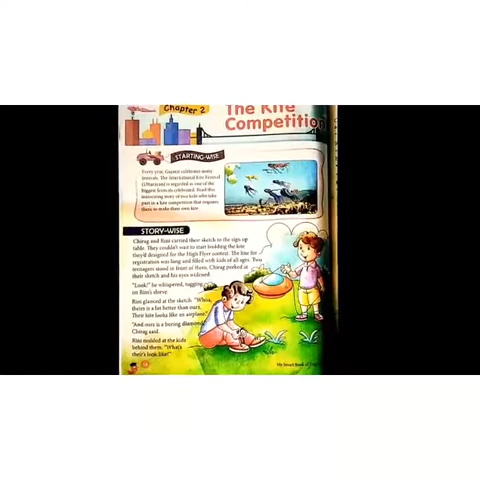 Chapter 2
The Kite
Competition
STARTING-WISE
Every year, Gujarat celebrates many
festivals. The International Kite Festival
(Uttarayan) is regarded as one of the
biggest festivals celebrated. Read this
interesting story of two kids who take
part in a kite competition that requires
them to make their own kite.
STORY-WISE
Chirag and Rini carried their sketch to the sign up
table. They couldn't wait to start building the kite
they'd designed for the High Flyer contest. The line for
registration was long and filled with kids of all ages. Two
teenagers stood in front of them. Chirag peeked at
their sketch and his eyes widened.
"Look!" he whispered, tugging
on Rini's sleeve.
Rini glanced at the sketch. "Whoa,
theirs is a lot better than ours.
Their kite looks like an airplane."
"And ours is a boring diamond,"
Chirag said.
Rini nodded at the kids
behind them. "What's
their's look like?"
My Smart Book of